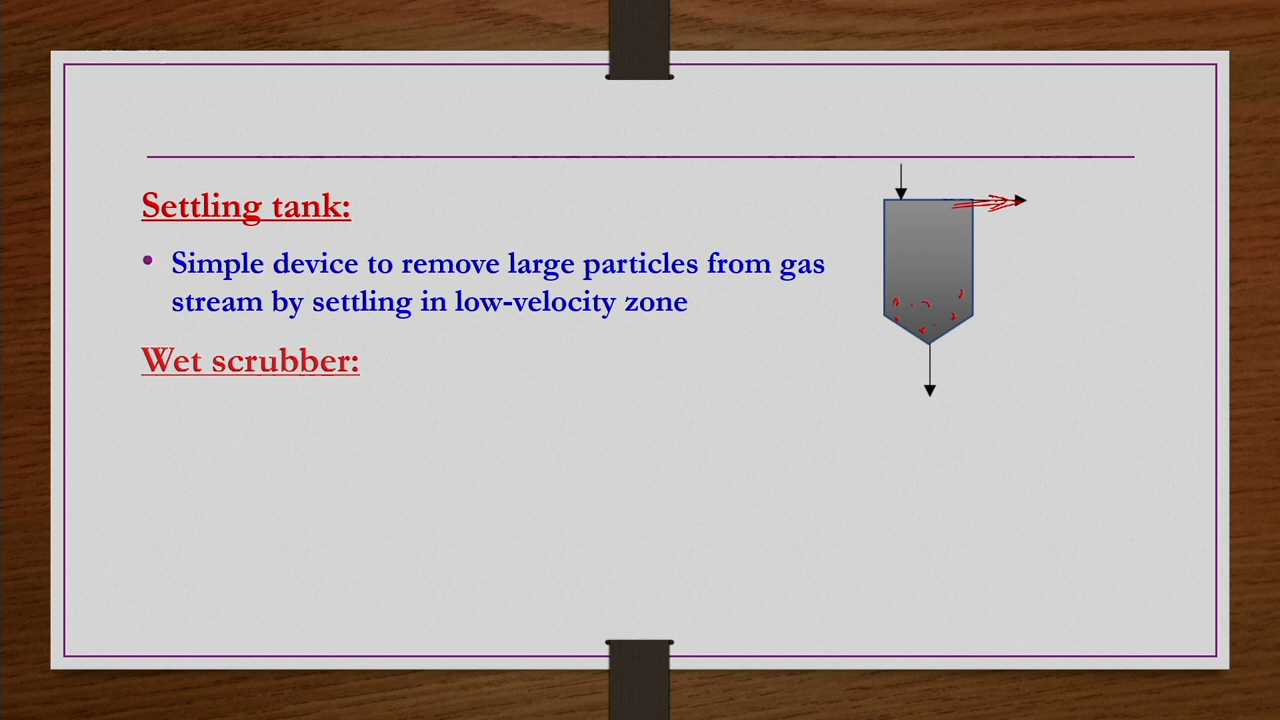 Settling tank:
• Simple device to remove large particles from gas
stream by settling in low-velocity zone
Wet scrubber: